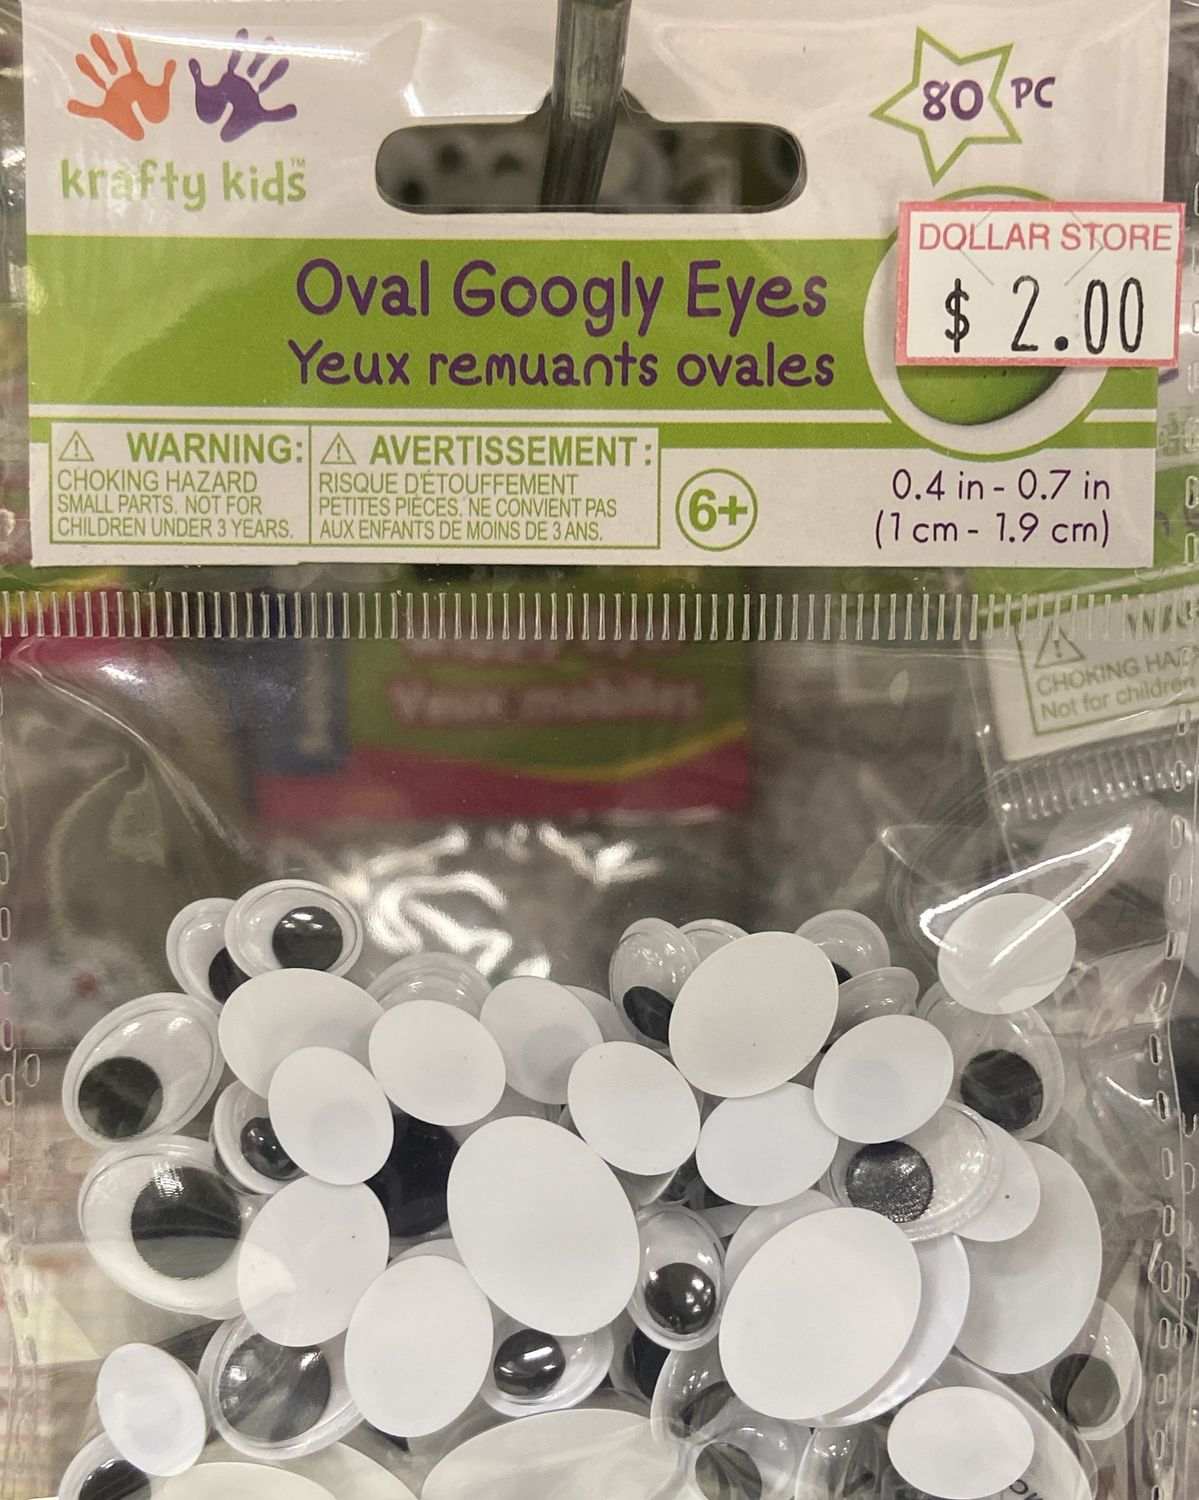 krafty kids™
80 PC
DOLLAR STORE
$ 2.00
Oval Googly Eyes
Yeux remuants ovales
⚠ WARNING:
CHOKING HAZARD
SMALL PARTS. NOT FOR
CHILDREN UNDER 3 YEARS.
⚠ AVERTISSEMENT :
RISQUE D'ÉTOUFFEMENT
PETITES PIÈCES. NE CONVIENT PAS
AUX ENFANTS DE MOINS DE 3 ANS.
6+
0.4 in - 0.7 in
(1 cm - 1.9 cm)
Yeux mobiles
CHOKING
Not for children